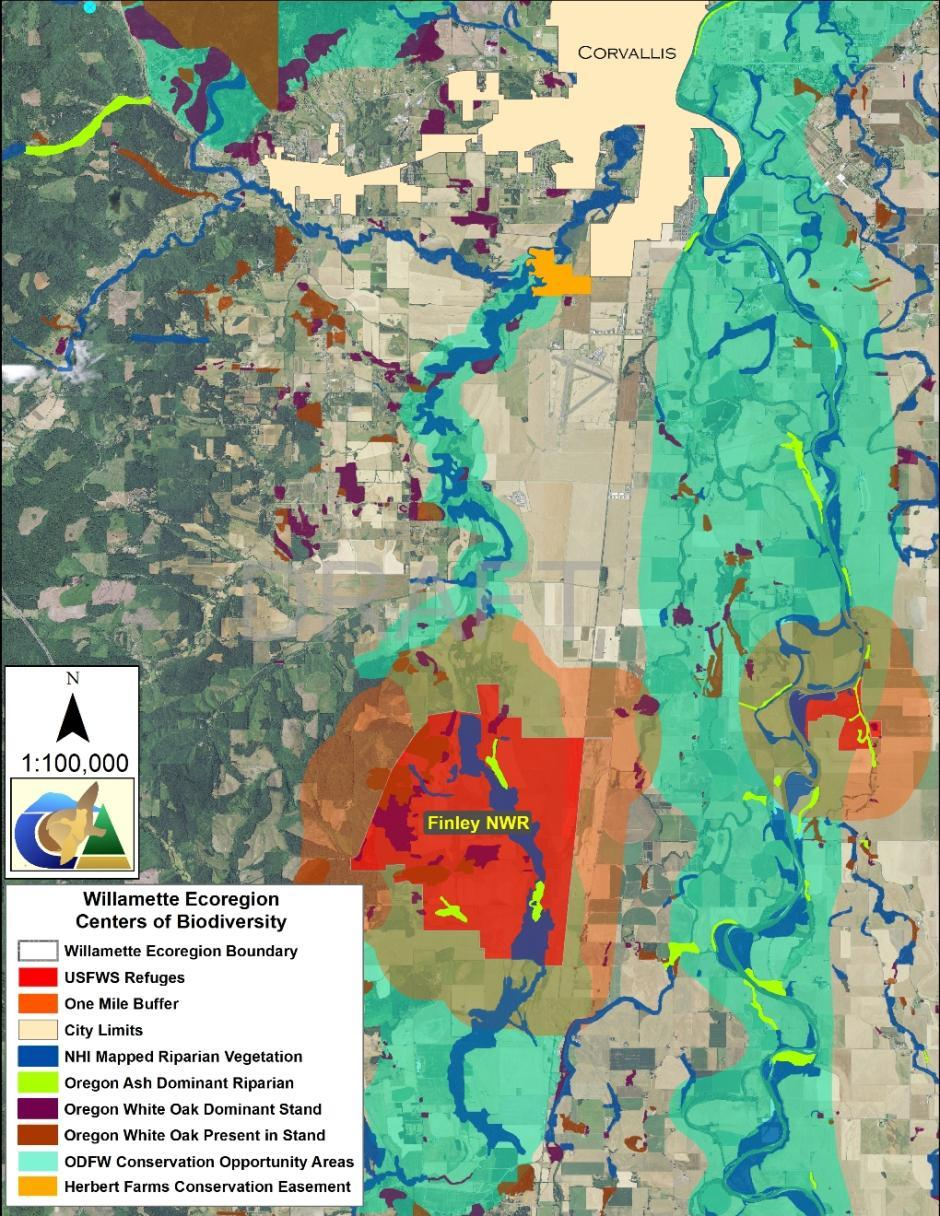 CORVALLIS
DRAFT
N
1:100,000
Finley NWR
Willamette Ecoregion
Centers of Biodiversity
Willamette Ecoregion Boundary
USFWS Refuges
One Mile Buffer
City Limits
NHI Mapped Riparian Vegetation
Oregon Ash Dominant Riparian
Oregon White Oak Dominant Stand
Oregon White Oak Present in Stand
ODFW Conservation Opportunity Areas
Herbert Farms Conservation Easement